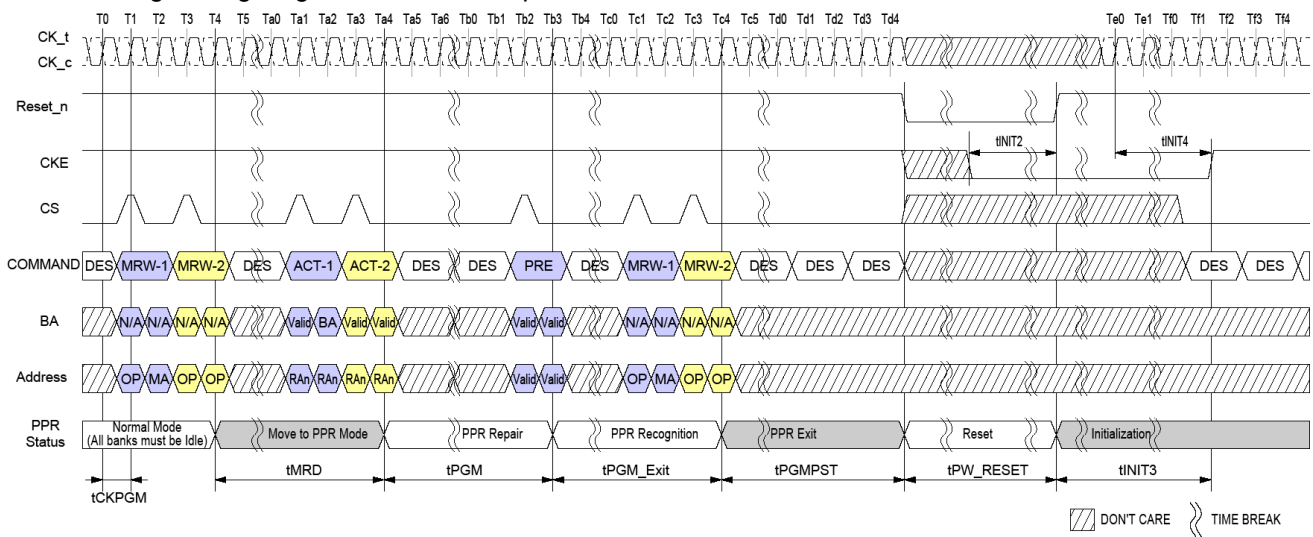 T0 T1 T2 T3 T4 T5 Ta0 Ta1 Ta2 Ta3 Ta4 Ta5 Ta6 Tb0 Tb1 Tb2 Tb3 Tb4 Tc0 Tc1 Tc2 Tc3 Tc4 Tc5 Td0 Td1 Td2 Td3 Td4 Te0 Te1 Tf0 Tf1 Tf2 Tf3 Tf4
CK_t
CK_c
Reset_n
tINIT2 tINIT4
CKE
CS
COMMAND DES MRW-1 MRW-2 DES ACT-1 ACT-2 DES DES PRE DES MRW-1 MRW-2 DES DES DES DES DES
BA N/A N/A N/A N/A Valid BA Valid Valid Valid Valid N/A N/A N/A N/A
Address OP MA OP OP RAn RAn RAn RAn Valid Valid OP MA OP OP
PPR Status Normal Mode (All banks must be Idle) Move to PPR Mode PPR Repair PPR Recognition PPR Exit Reset Initialization
tMRD tPGM tPGM_Exit tPGMPST tPW_RESET tINIT3
tCKPGM
DON'T CARE TIME BREAK